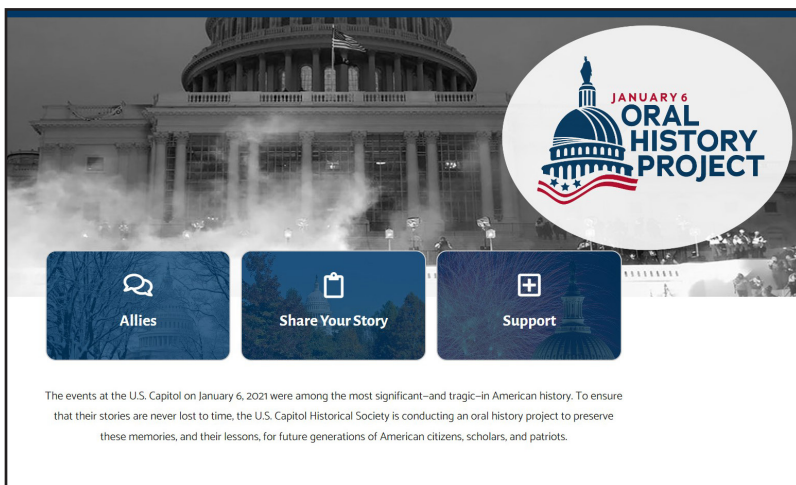 JANUARY 6
ORAL
HISTORY
PROJECT
Allies
Share Your Story
Support
The events at the U.S. Capitol on January 6, 2021 were among the most significant—and tragic—in American history. To ensure
that their stories are never lost to time, the U.S. Capitol Historical Society is conducting an oral history project to preserve
these memories, and their lessons, for future generations of American citizens, scholars, and patriots.